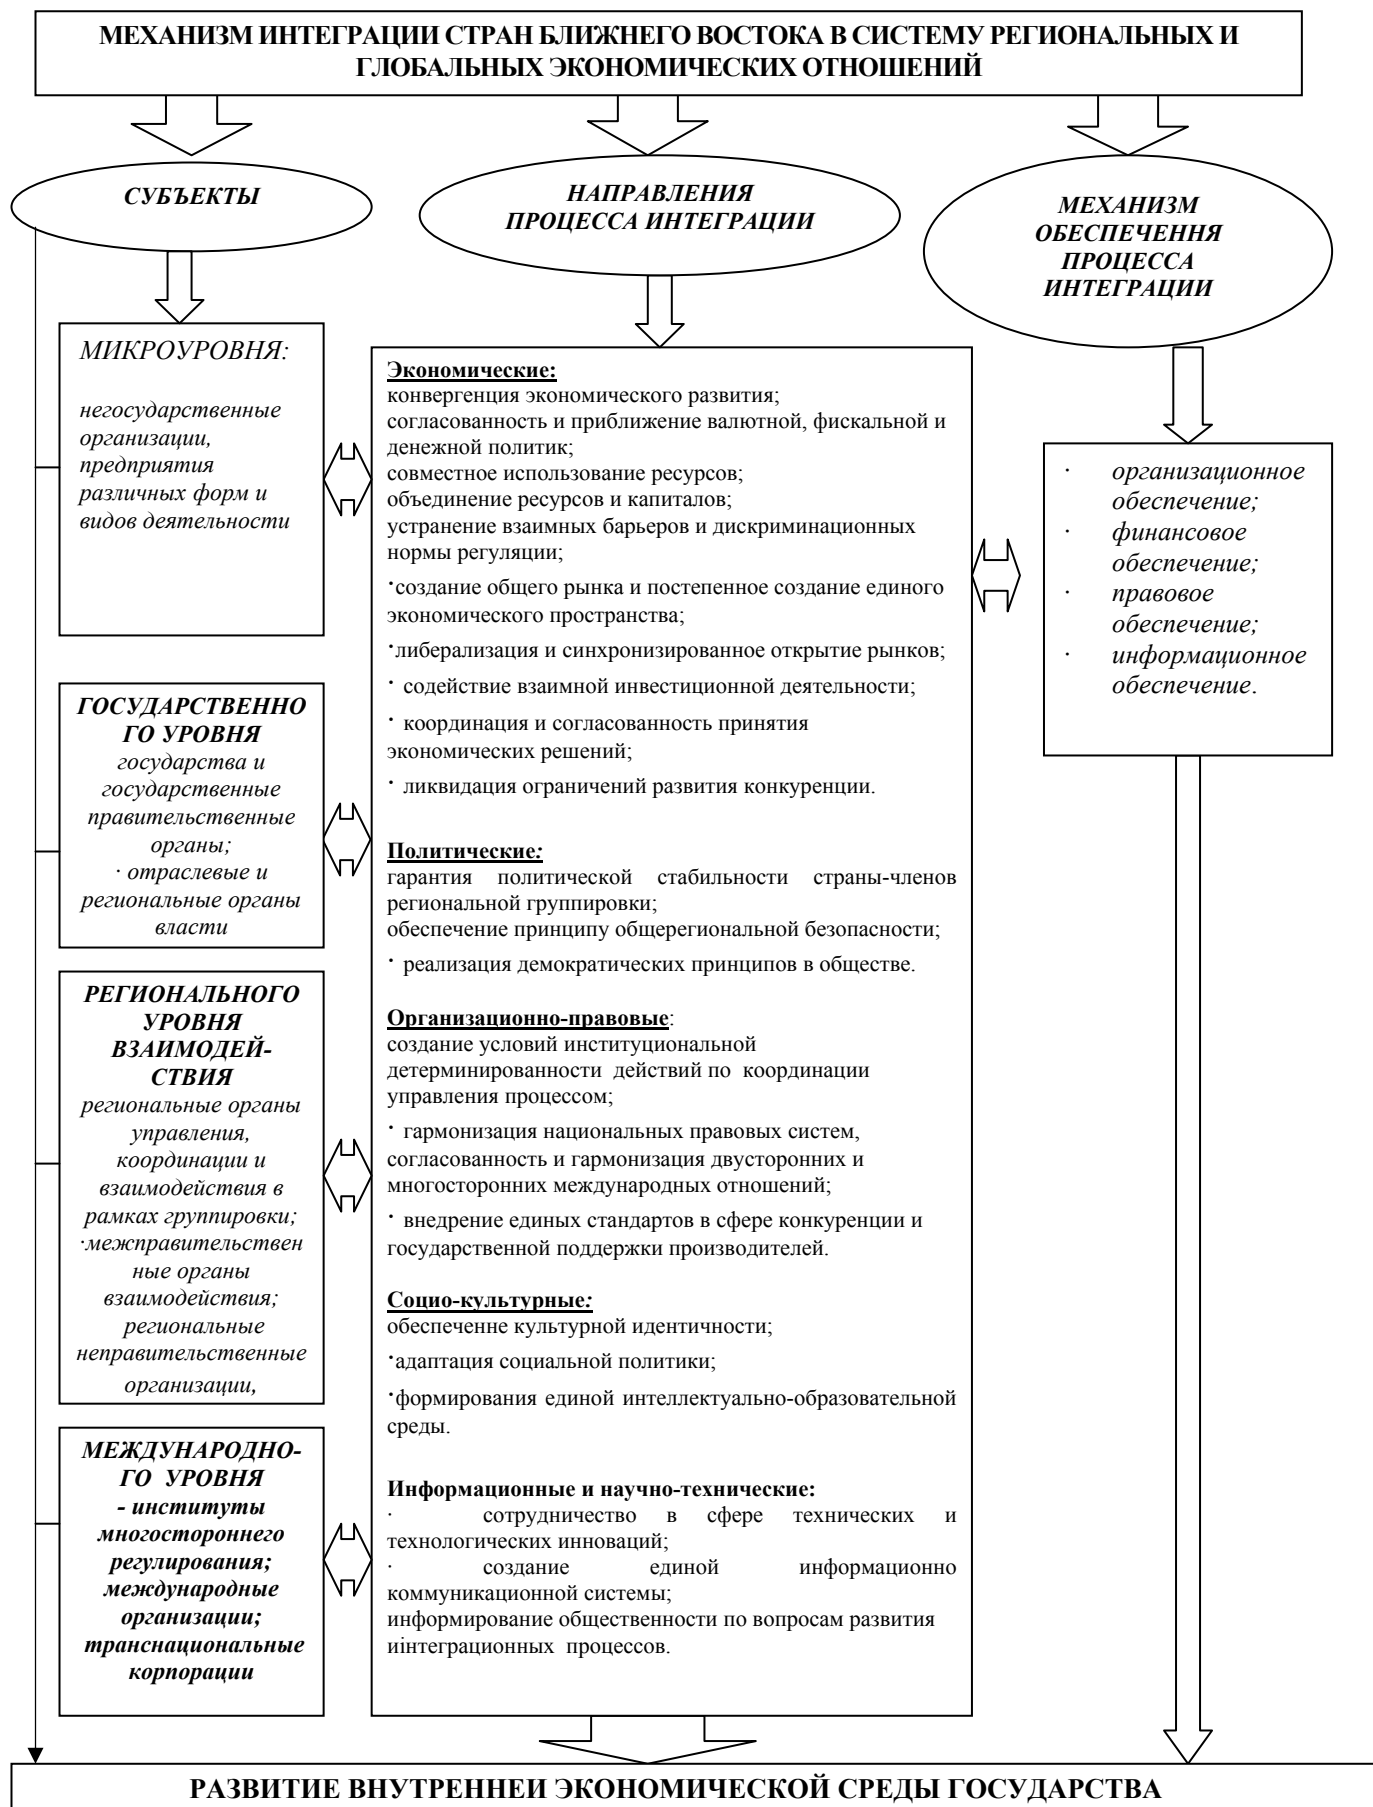 МЕХАНИЗМ ИНТЕГРАЦИИ СТРАН БЛИЖНЕГО ВОСТОКА В СИСТЕМУ РЕГИОНАЛЬНЫХ И
ГЛОБАЛЬНЫХ ЭКОНОМИЧЕСКИХ ОТНОШЕНИЙ
СУБЪЕКТЫ
НАПРАВЛЕНИЯ
ПРОЦЕССА ИНТЕГРАЦИИ
МЕХАНИЗМ
ОБЕСПЕЧЕННЯ
ПРОЦЕССА
ИНТЕГРАЦИИ
МИКРОУРОВНЯ:
негосударственные
организации,
предприятия
различных форм и
видов деятельности
ГОСУДАРСТВЕННО
ГО УРОВНЯ
государства и
государственные
правительственные
органы;
· отраслевые и
региональные органы
власти
РЕГИОНАЛЬНОГО
УРОВНЯ
ВЗАИМОДЕЙ-
СТВИЯ
региональные органы
управления,
координации и
взаимодействия в
рамках группировки;
·межправительствен
ные органы
взаимодействия;
региональные
неправительственные
организации,
МЕЖДУНАРОДНО-
ГО УРОВНЯ
- институты
многостороннего
регулирования;
международные
организации;
транснациональные
корпорации
Экономические:
конвергенция экономического развития;
согласованность и приближение валютной, фискальной и
денежной политик;
совместное использование ресурсов;
объединение ресурсов и капиталов;
устранение взаимных барьеров и дискриминационных
нормы регуляции;
·создание общего рынка и постепенное создание единого
экономического пространства;
·либерализация и синхронизированное открытие рынков;
· содействие взаимной инвестиционной деятельности;
· координация и согласованность принятия
экономических решений;
· ликвидация ограничений развития конкуренции.
Политические:
гарантия политической стабильности страны-членов
региональной группировки;
обеспечение принципу общерегиональной безопасности;
· реализация демократических принципов в обществе.
Организационно-правовые:
создание условий институциональной
детерминированности действий по координации
управления процессом;
· гармонизация национальных правовых систем,
согласованность и гармонизация двусторонних и
многосторонних международных отношений;
· внедрение единых стандартов в сфере конкуренции и
государственной поддержки производителей.
Социо-культурные:
обеспеченне культурной идентичности;
·адаптация социальной политики;
·формирования единой интеллектуально-образовательной
среды.
Информационные и научно-технические:
· сотрудничество в сфере технических и
технологических инноваций;
· создание единой информационно
коммуникационной системы;
информирование общественности по вопросам развития
иінтеграционных процессов.
· организационное
обеспечение;
· финансовое
обеспечение;
· правовое
обеспечение;
· информационное
обеспечение.
РАЗВИТИЕ ВНУТРЕННЕИ ЭКОНОМИЧЕСКОЙ СРЕДЫ ГОСУДАРСТВА